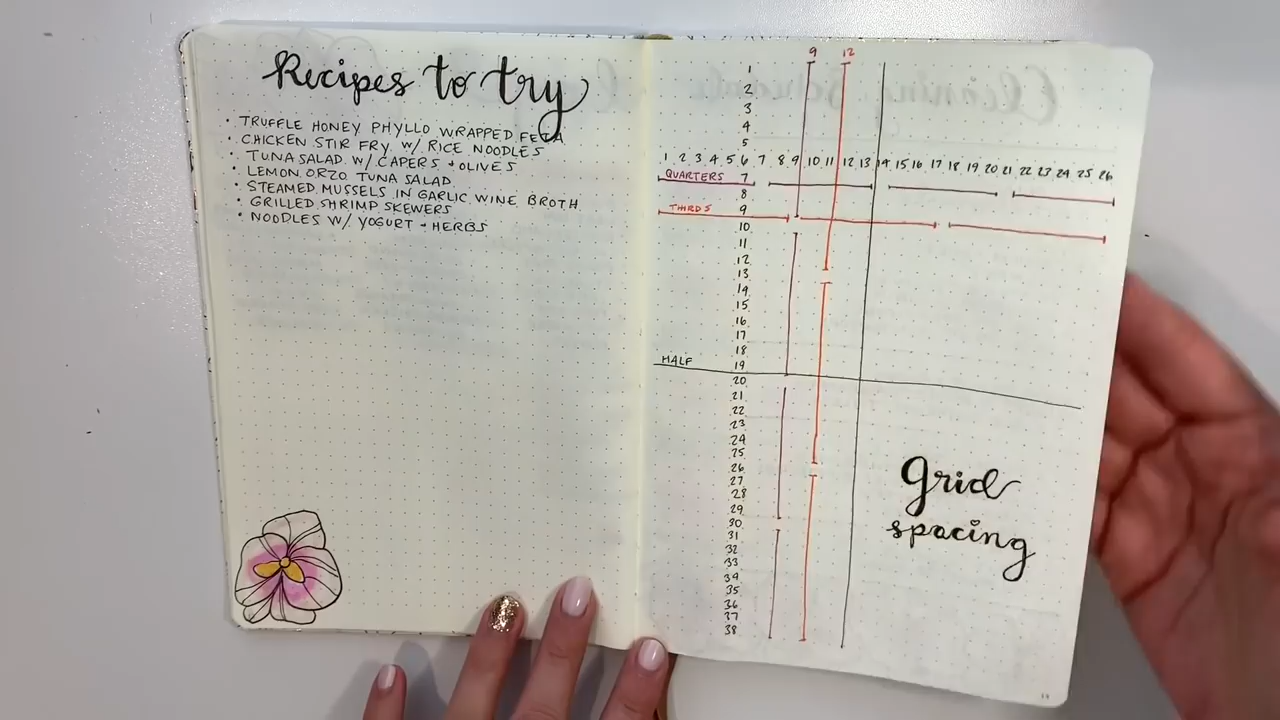 Recipes to try
• TRUFFLE HONEY PHYLLO WRAPPED FETA
• CHICKEN STIR FRY W/ RICE NOODLES
• TUNA SALAD W/ CAPERS + OLIVES
• LEMON ORZO TUNA SALAD
• STEAMED MUSSELS IN GARLIC WINE BROTH
• GRILLED SHRIMP SKEWERS
• NOODLES W/ YOGURT + HERBS
9 12
1
2
3
4
5
1 2 3 4 5 6 7 8 9 10 11 12 13 14 15 16 17 18 19 20 21 22 23 24 25 26
QUARTERS 7
8
THIRDS 9
10
11
12
13
14
15
16
17
18
HALF 19
20
21
22
23
24
25
26
27
28
29
30
31
32
33
34
35
36
37
38
Grid
spacing